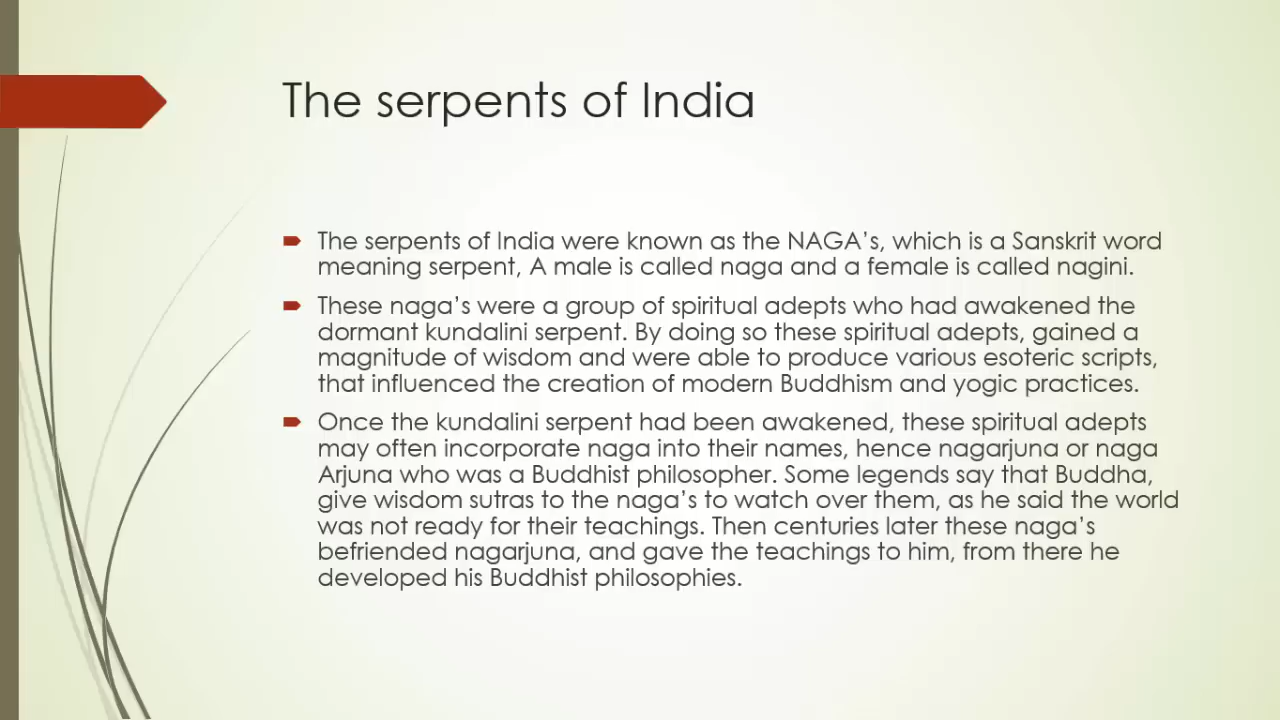 The serpents of India
The serpents of India were known as the NAGA's, which is a Sanskrit word
meaning serpent, A male is called naga and a female is called nagini.
These naga's were a group of spiritual adepts who had awakened the
dormant kundalini serpent. By doing so these spiritual adepts, gained a
magnitude of wisdom and were able to produce various esoteric scripts,
that influenced the creation of modern Buddhism and yogic practices.
Once the kundalini serpent had been awakened, these spiritual adepts
may often incorporate naga into their names, hence nagarjuna or naga
Arjuna who was a Buddhist philosopher. Some legends say that Buddha,
give wisdom sutras to the naga's to watch over them, as he said the world
was not ready for their teachings. Then centuries later these naga's
befriended nagarjuna, and gave the teachings to him, from there he
developed his Buddhist philosophies.